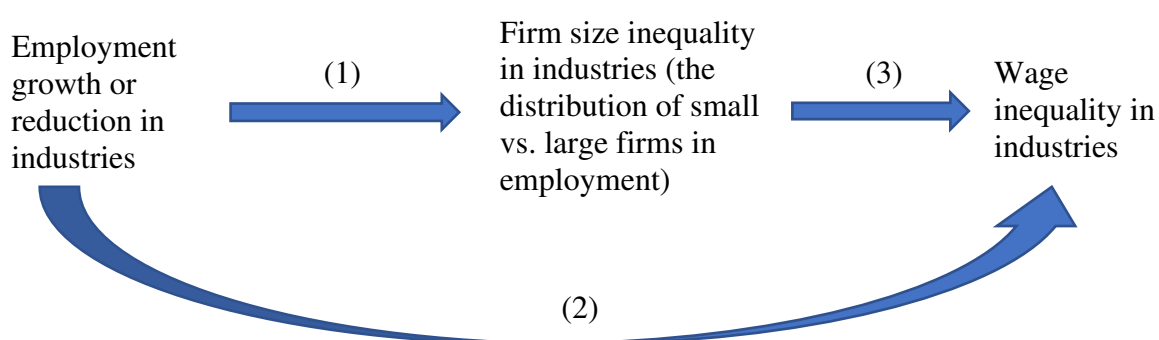 Employment
growth or
reduction in
industries
(1)
Firm size inequality
in industries (the
distribution of small
vs. large firms in
employment)
(3)
Wage
inequality in
industries
(2)